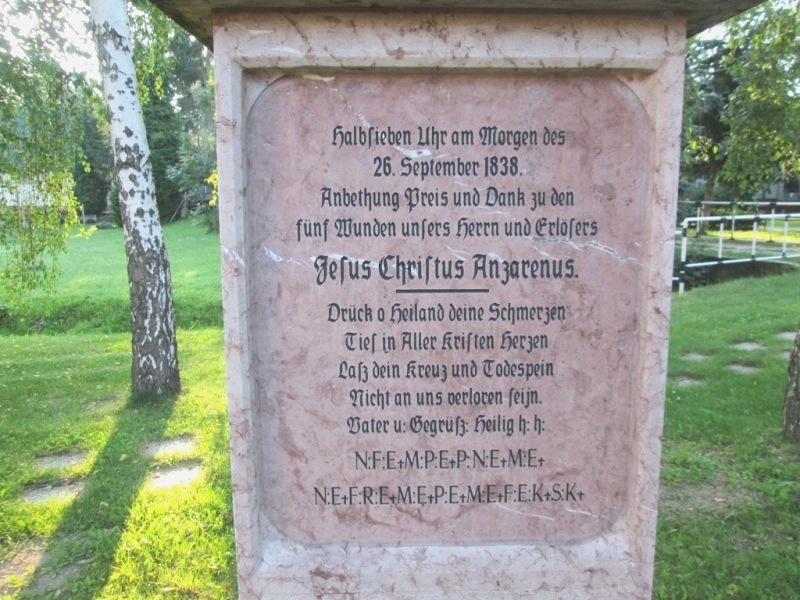 Halbſieben Uhr am Morgen des
26. September 1838.
Anbethung Preis und Dank zu den
fünf Wunden unſers Herrn und Erlöſers
Jeſus Chriſtus Anzarenus.
Drück o Heiland deine Schmerzen
Tief in Aller Kriſten Herzen
Laſz dein Kreuz und Todespein
Nicht an uns verloren ſeijn.
Vater u: Gegrüſz: Heilig h: h:
N:F:E+M:P:E+P:N:E+M:E+
N:E+F:R:E+M:E+P:E+M:E+F:E:K+S:K+